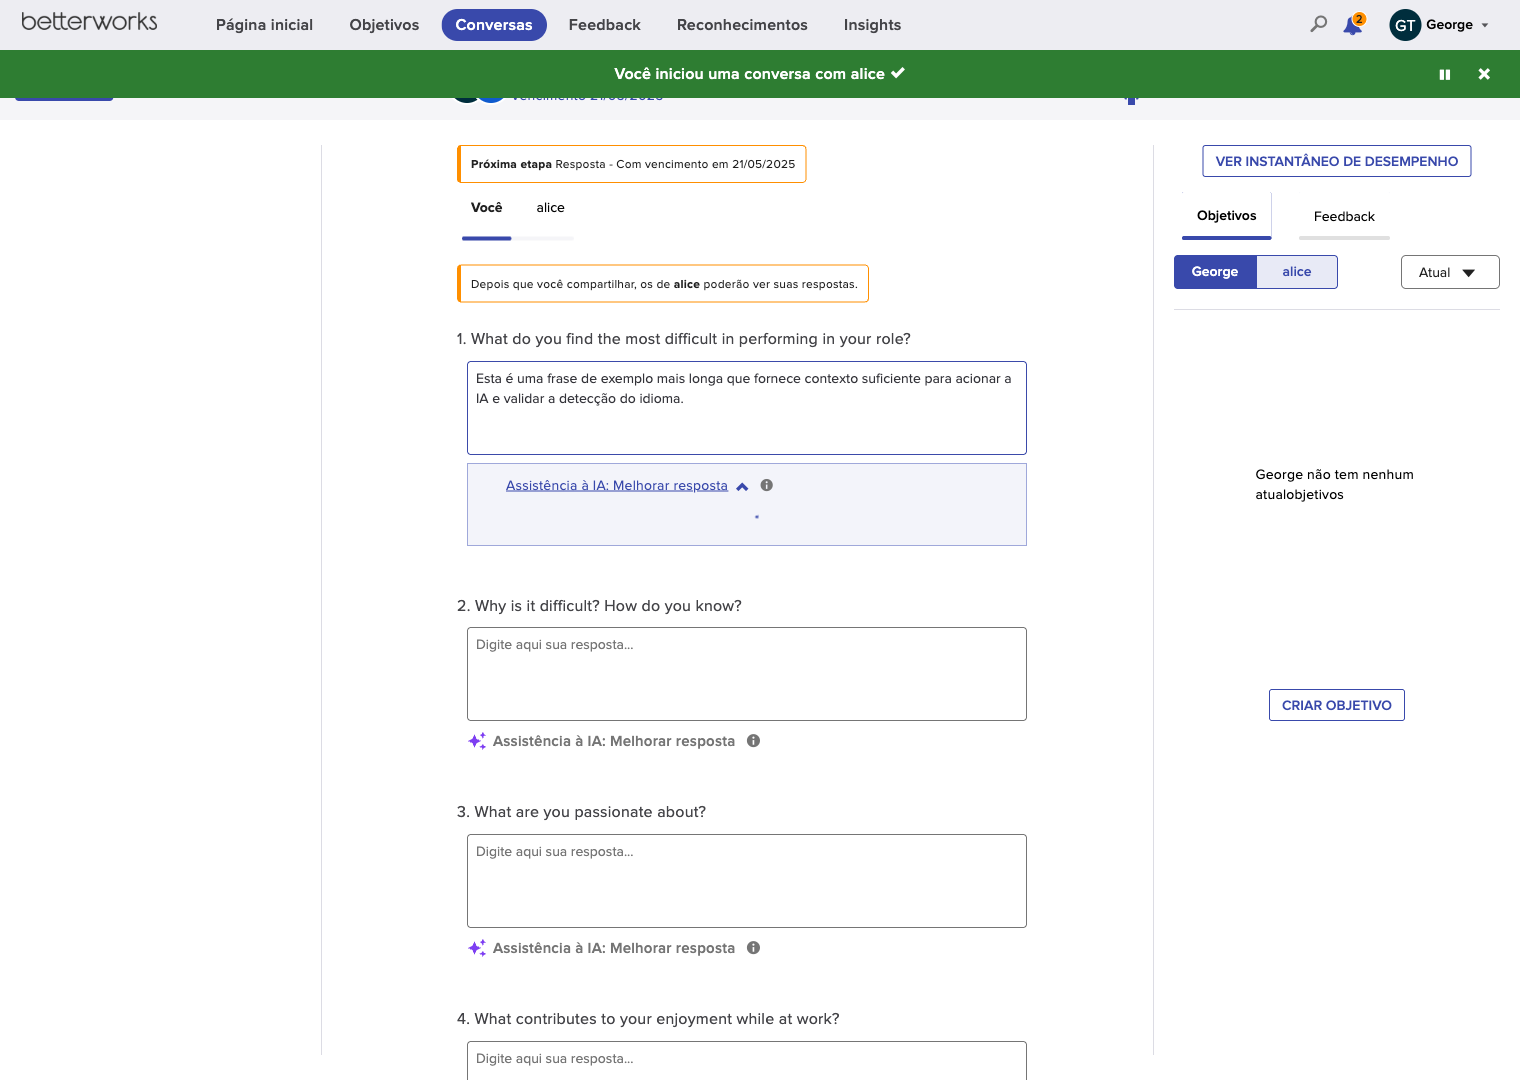 betterworks
Página inicial
Objetivos
Conversas
Feedback
Reconhecimentos
Insights
2
GT
George
Você iniciou uma conversa com alice
Próxima etapa Resposta - Com vencimento em 21/05/2025
Você
alice
Depois que você compartilhar, os de alice poderão ver suas respostas.
1. What do you find the most difficult in performing in your role?
Esta é uma frase de exemplo mais longa que fornece contexto suficiente para acionar a
IA e validar a detecção do idioma.
Assistência à IA: Melhorar resposta
2. Why is it difficult? How do you know?
Digite aqui sua resposta...
Assistência à IA: Melhorar resposta
3. What are you passionate about?
Digite aqui sua resposta...
Assistência à IA: Melhorar resposta
4. What contributes to your enjoyment while at work?
Digite aqui sua resposta...
VER INSTANTÂNEO DE DESEMPENHO
Objetivos
Feedback
George
alice
Atual
George não tem nenhum
atualobjetivos
CRIAR OBJETIVO